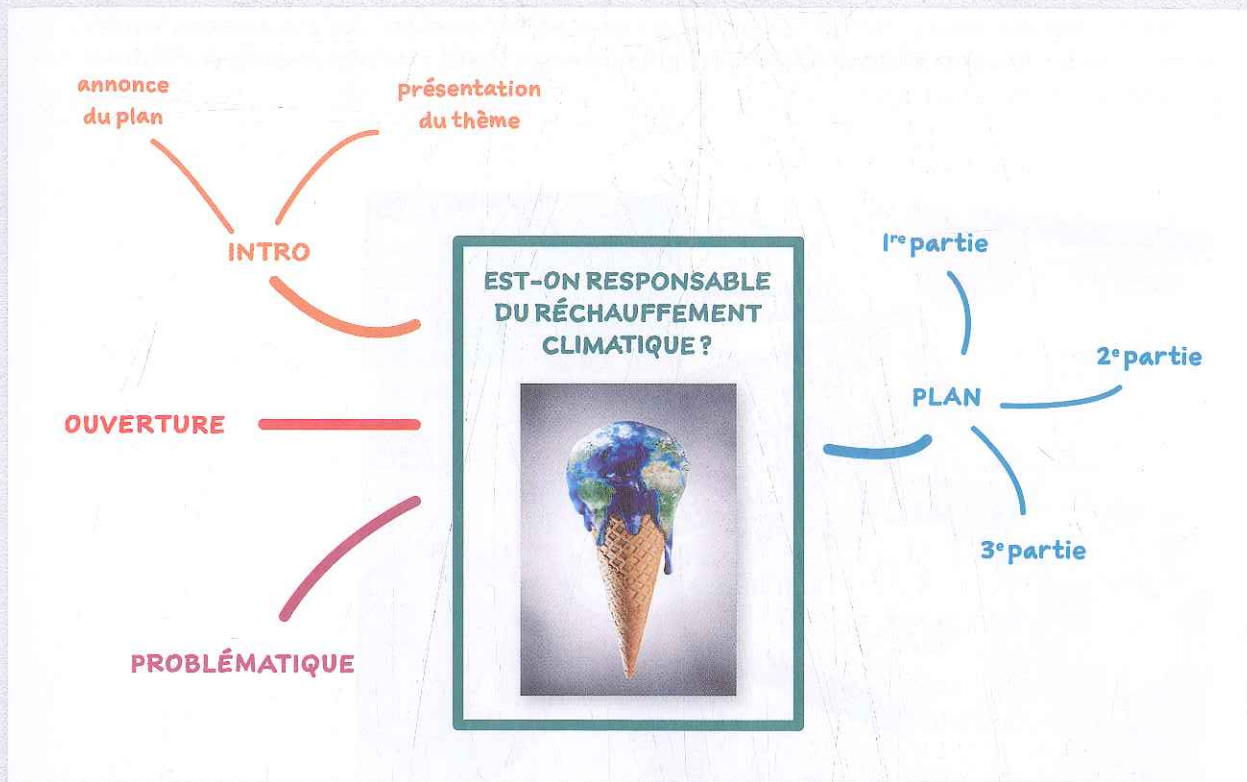 annonce
du plan
présentation
du thème
INTRO
OUVERTURE
PROBLÉMATIQUE
EST-ON RESPONSABLE
DU RÉCHAUFFEMENT
CLIMATIQUE ?
1re partie
PLAN
2e partie
3e partie